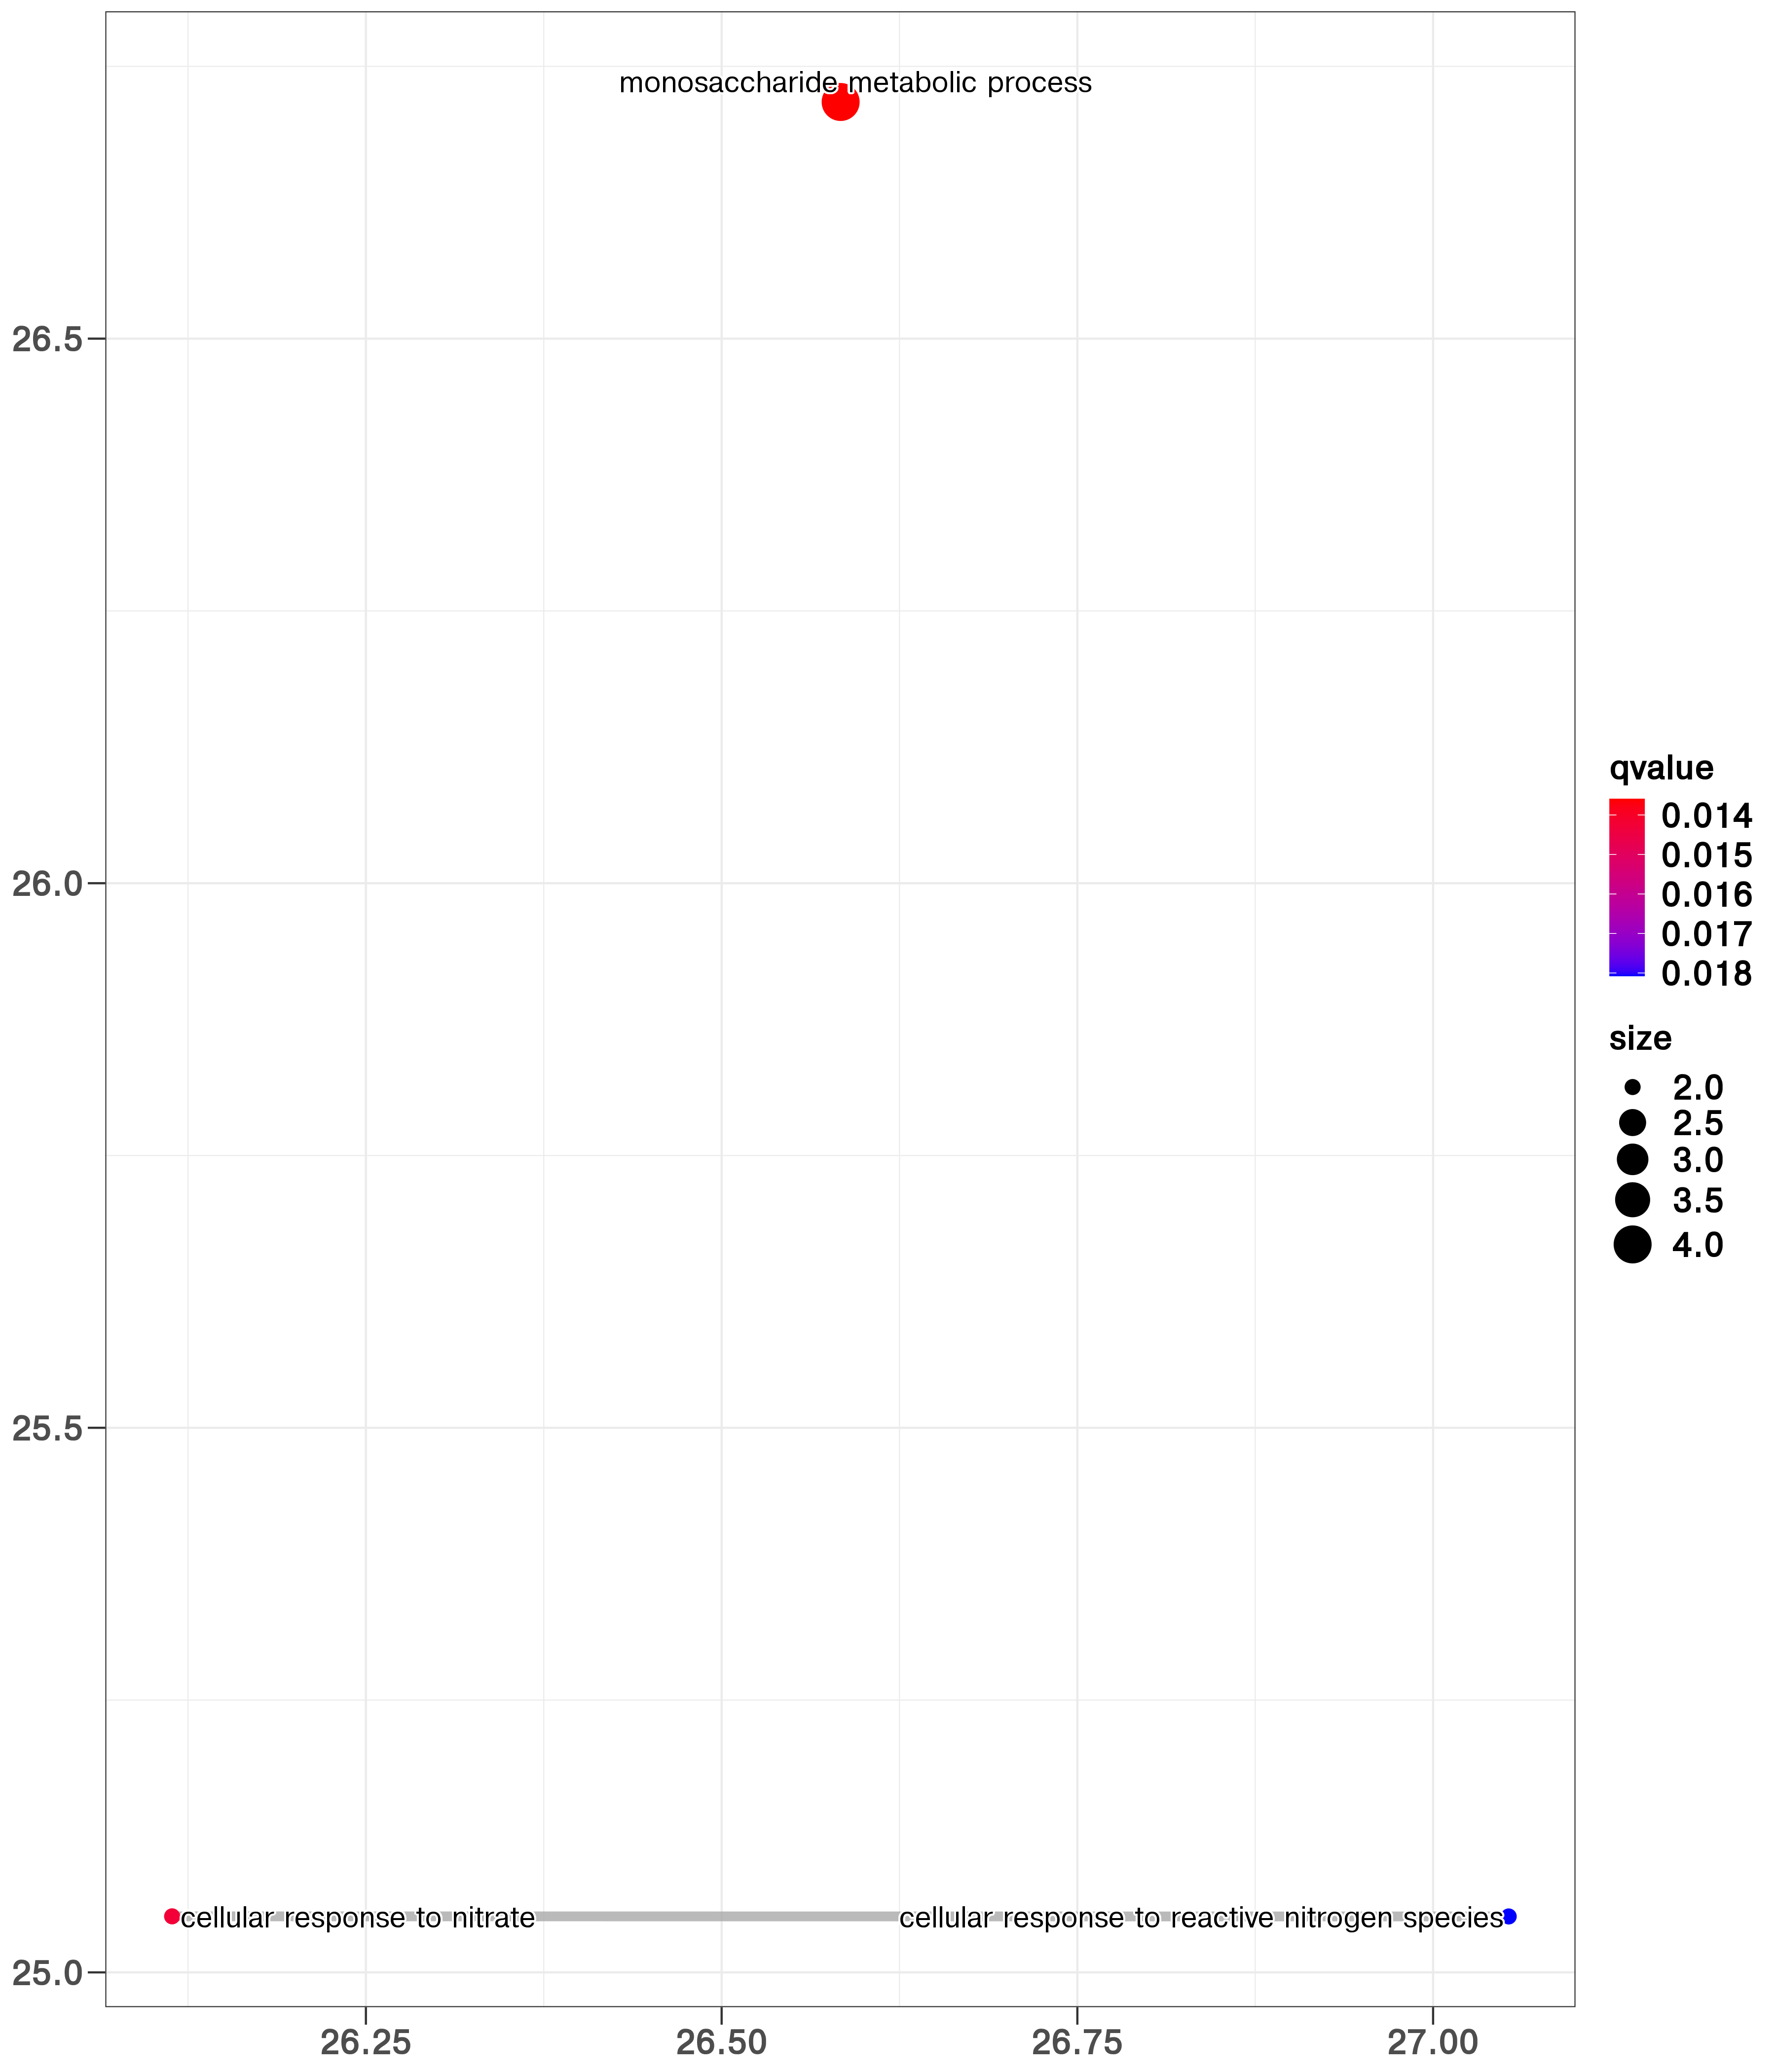 monosaccharide metabolic process
26.5
26.0
25.5
25.0
cellular response to nitrate
cellular response to reactive nitrogen species
26.25 26.50 26.75 27.00
qvalue
0.014
0.015
0.016
0.017
0.018
size
2.0
2.5
3.0
3.5
4.0